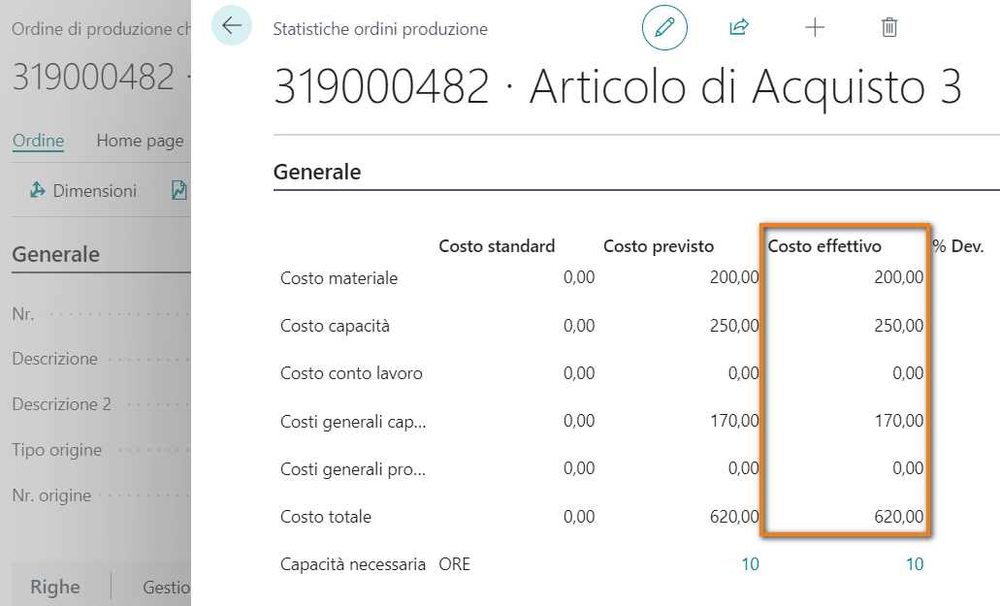 Ordine di produzione ch
319000482 ·
Ordine Home page
Dimensioni
Generale
Nr.
Descrizione
Descrizione 2
Tipo origine
Nr. origine
Righe Gestio
Statistiche ordini produzione
319000482 · Articolo di Acquisto 3
Generale
Costo standard Costo previsto Costo effettivo % Dev.
Costo materiale 0,00 200,00 200,00
Costo capacità 0,00 250,00 250,00
Costo conto lavoro 0,00 0,00 0,00
Costi generali cap... 0,00 170,00 170,00
Costi generali pro... 0,00 0,00 0,00
Costo totale 0,00 620,00 620,00
Capacità necessaria ORE 10 10